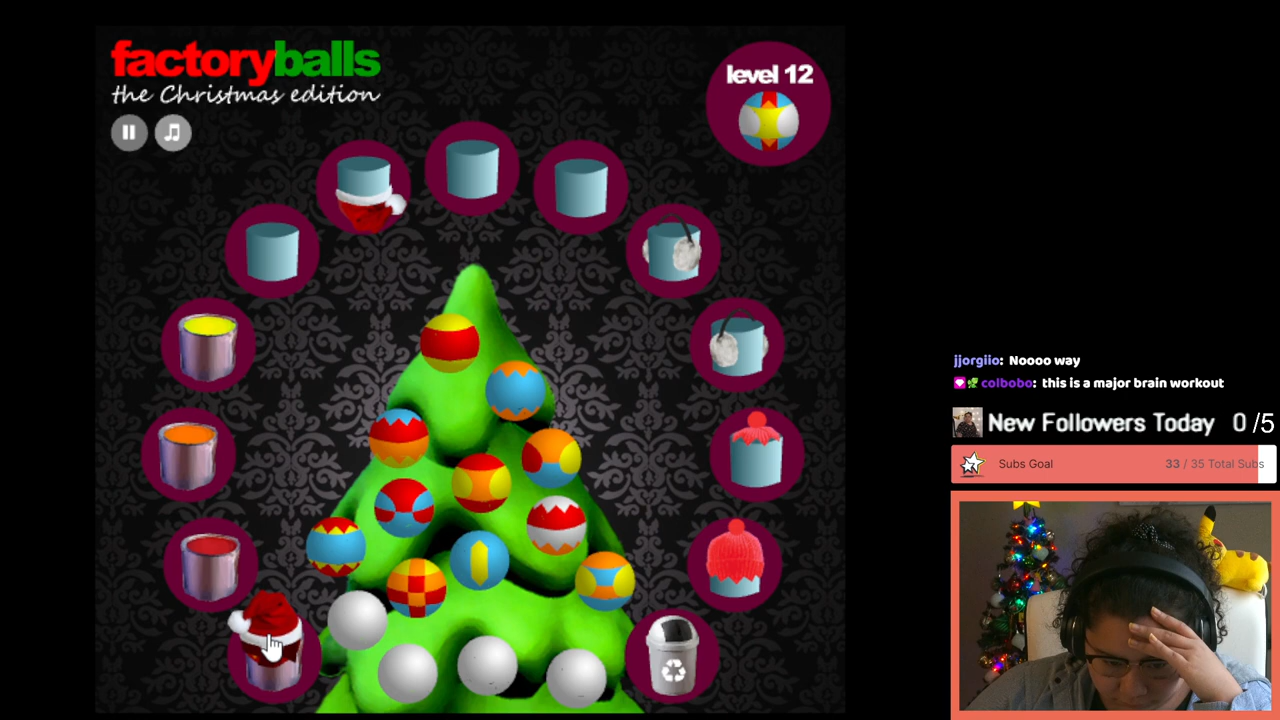 factoryballs
the Christmas edition
level 12
jjorgiio: Noooo way
colbobo: this is a major brain workout
New Followers Today 0 /5
Subs Goal 33 / 35 Total Subs